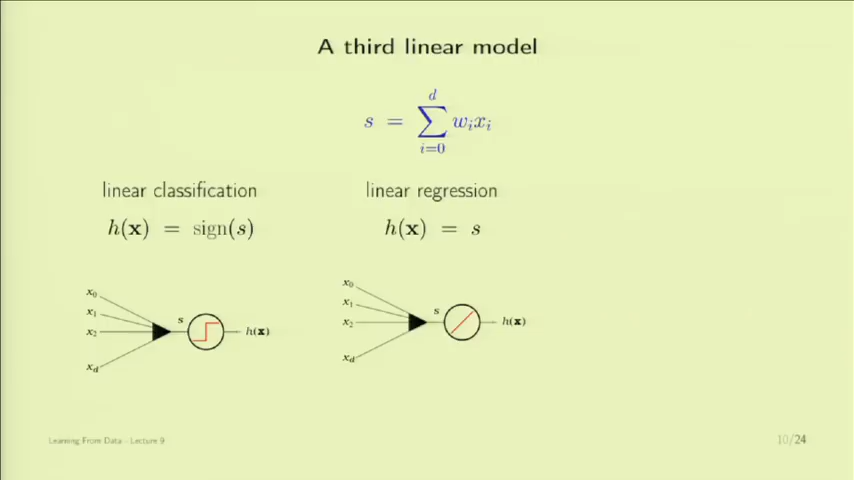 A third linear model
s = \sum_{i=0}^{d} w_i x_i
linear classification
h(x) = sign(s)
x_0
x_1
x_2
x_d
s
h(x)
linear regression
h(x) = s
x_0
x_1
x_2
x_d
s
h(x)
Learning From Data - Lecture 9
10/24